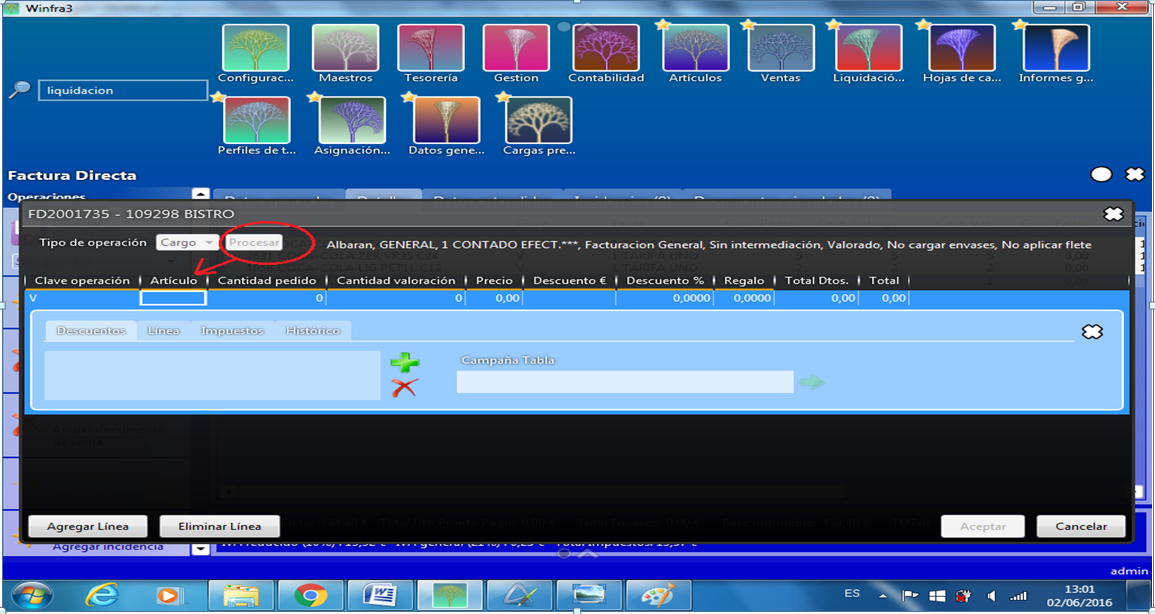 Winfra3
liquidacion
Configurac... Maestros Tesorería Gestion Contabilidad Artículos Ventas Liquidació... Hojas de ca... Informes g...
Perfiles de t... Asignación... Datos gene... Cargas pre...
Factura Directa
Operaciones
FD2001735 - 109298 BISTRO
Tipo de operación Cargo Procesar Albaran, GENERAL, 1 CONTADO EFECT.***, Facturacion General, Sin intermediación, Valorado, No cargar envases, No aplicar flete
Clave operación Artículo Cantidad pedido Cantidad valoración Precio Descuento € Descuento % Regalo Total Dtos. Total
V 0 0 0,00 0,0000 0,0000 0,00 0,00
Descuentos Línea Impuestos Histórico
Campaña Tabla
Agregar Línea Eliminar Línea Aceptar Cancelar
Agregar incidencia
admin
ES 13:01
02/06/2016